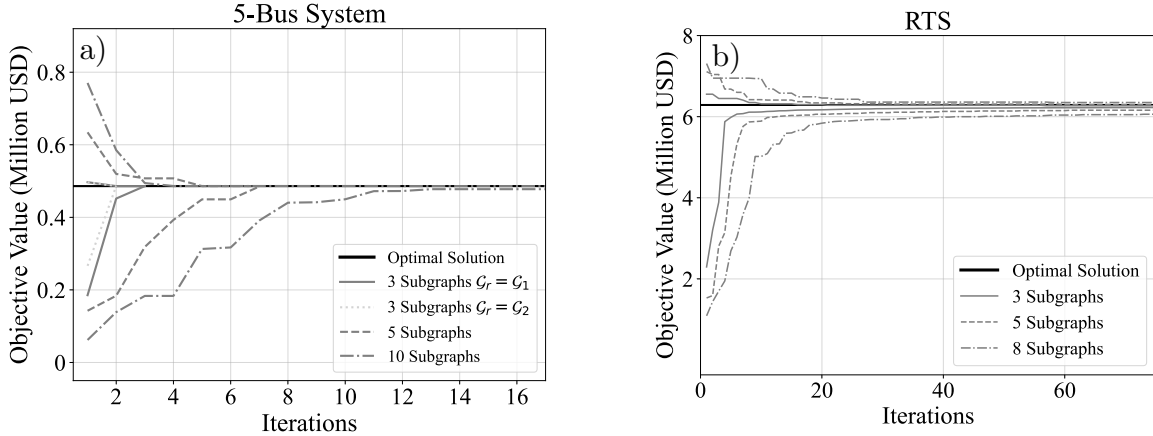 5-Bus System
a)
Objective Value (Million USD)
0.8
0.6
0.4
0.2
0
2 4 6 8 10 12 14 16
Iterations
Optimal Solution
3 Subgraphs 𝒢ᵣ = 𝒢₁
3 Subgraphs 𝒢ᵣ = 𝒢₂
5 Subgraphs
10 Subgraphs
RTS
b)
Objective Value (Million USD)
8
6
4
2
0 20 40 60
Iterations
Optimal Solution
3 Subgraphs
5 Subgraphs
8 Subgraphs